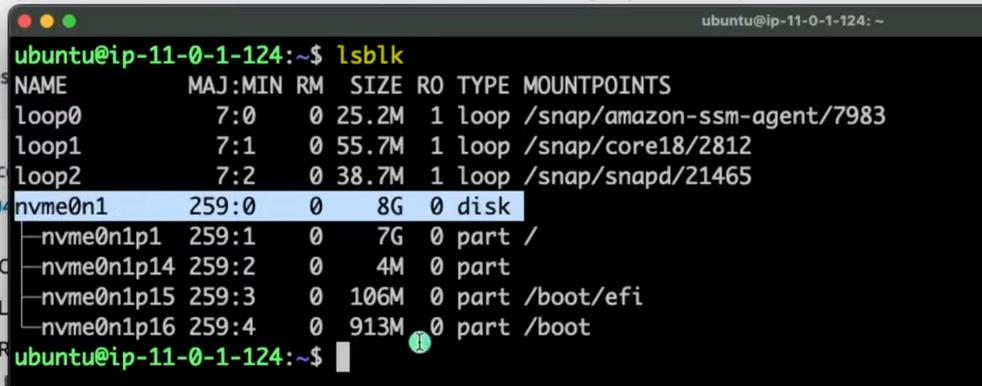 ubuntu@ip-11-0-1-124: ~
ubuntu@ip-11-0-1-124:~$ lsblk
NAME MAJ:MIN RM SIZE RO TYPE MOUNTPOINTS
loop0 7:0 0 25.2M 1 loop /snap/amazon-ssm-agent/7983
loop1 7:1 0 55.7M 1 loop /snap/core18/2812
loop2 7:2 0 38.7M 1 loop /snap/snapd/21465
nvme0n1 259:0 0 8G 0 disk
├─nvme0n1p1 259:1 0 7G 0 part /
├─nvme0n1p14 259:2 0 4M 0 part
├─nvme0n1p15 259:3 0 106M 0 part /boot/efi
└─nvme0n1p16 259:4 0 913M 0 part /boot
ubuntu@ip-11-0-1-124:~$